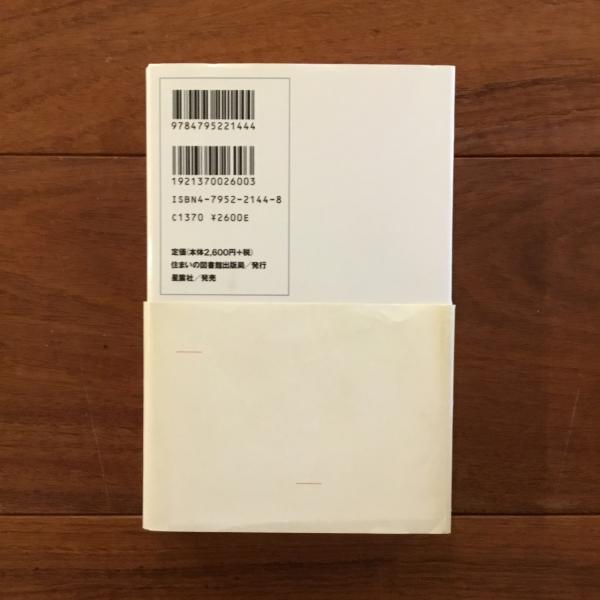 9784795221444
1921370026003
ISBN4-7952-2144-8
C1370 ¥2600E
定価(本体2,600円+税)
住まいの図書館出版局／発行
星雲社／発売